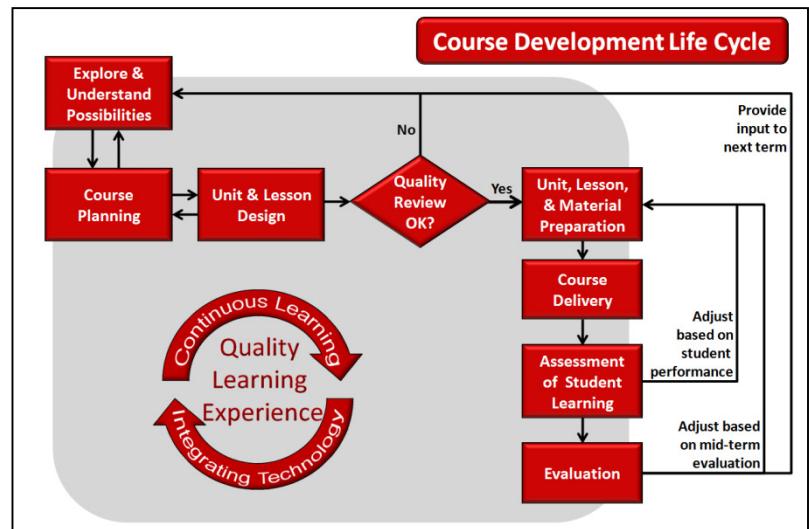 Course Development Life Cycle
Explore &
Understand
Possibilities
No
Provide
input to
next term
Course
Planning
Unit & Lesson
Design
Quality
Review
OK?
Yes
Unit, Lesson,
& Material
Preparation
Course
Delivery
Continuous Learning
Quality
Learning
Experience
Integrating Technology
Assessment
of Student
Learning
Adjust
based on
student
performance
Evaluation
Adjust based
on mid-term
evaluation